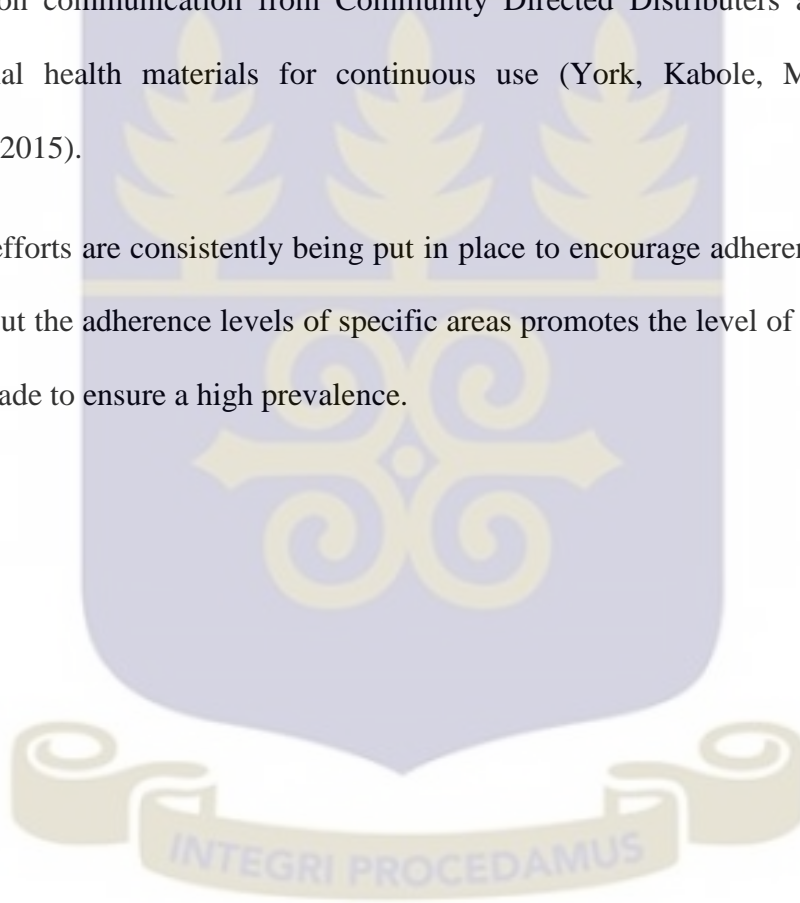 on communication from Community Directed Distributers a
al health materials for continuous use (York, Kabole, M
2015).
efforts are consistently being put in place to encourage adheren
ut the adherence levels of specific areas promotes the level of
ade to ensure a high prevalence.
INTEGRI PROCEDAMUS